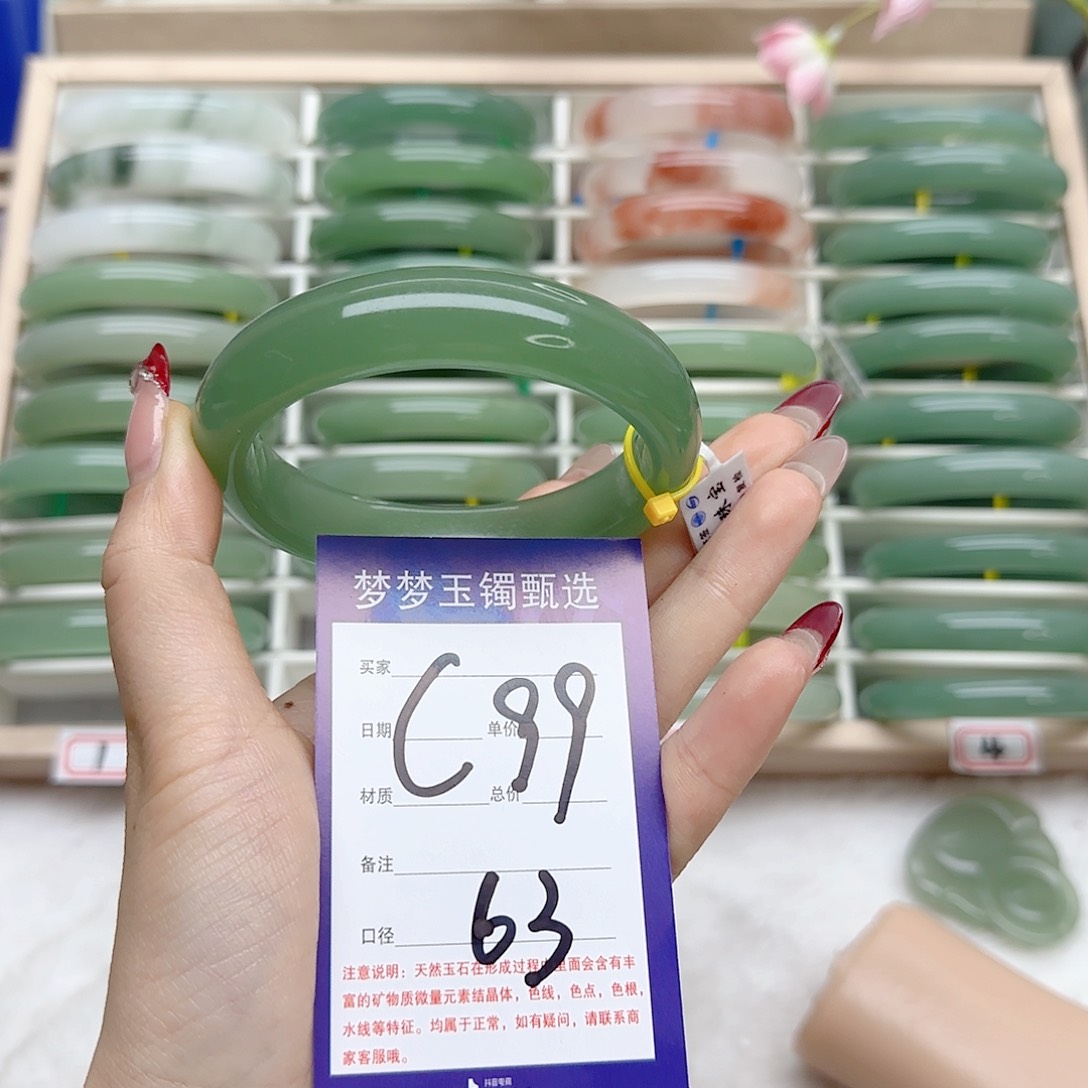 梦梦玉镯甄选
买家
C99
日期 单价
材质 总价
备注
63
口径
注意说明：天然玉石在形成过程中里面会含有丰
富的矿物质微量元素结晶体，色线，色点，色根，
水线等特征。均属于正常，如有疑问，请联系商
家客服哦。
抖音电商
1
4